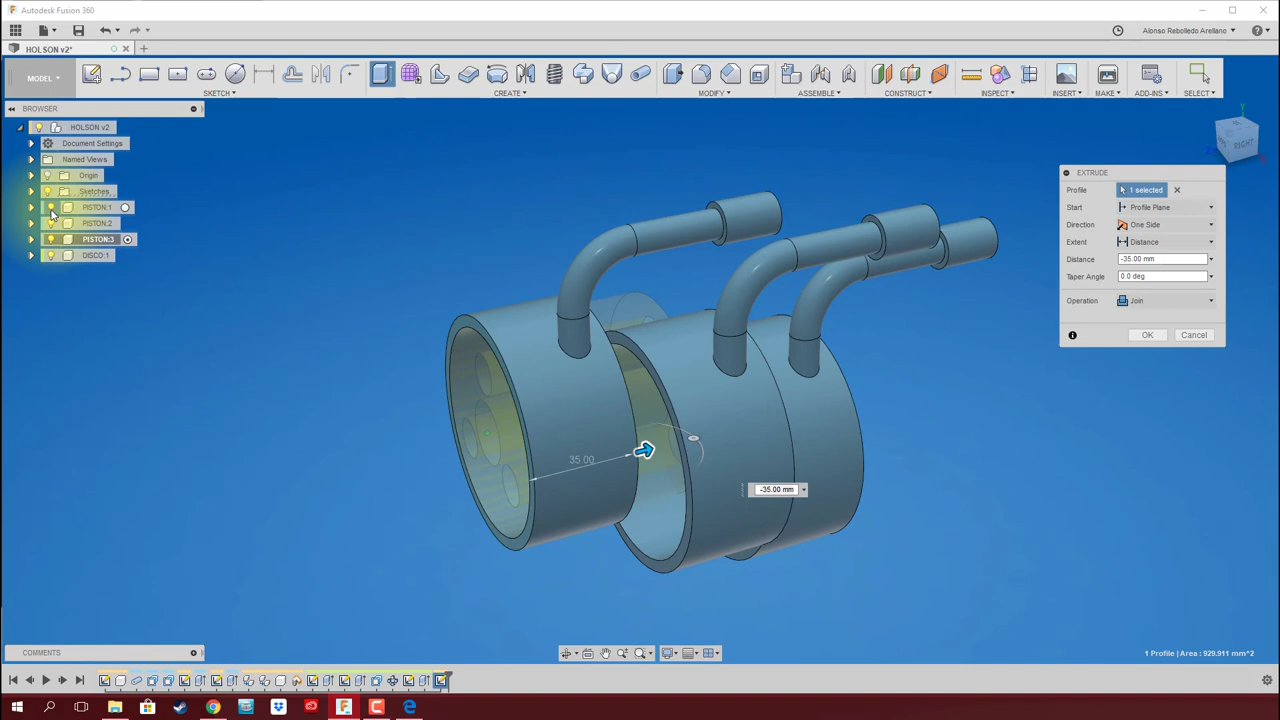 Autodesk Fusion 360
Alonso Rebolledo Arellano
HOLSON v2*
MODEL
SKETCH
CREATE
MODIFY
ASSEMBLE
CONSTRUCT
INSPECT
INSERT
MAKE
ADD-INS
SELECT
BROWSER
HOLSON v2
Document Settings
Named Views
Origin
Sketches
PISTON:1
PISTON:2
PISTON:3
DISCO:1
RIGHT
Y
Z
X
EXTRUDE
Profile 1 selected
Start Profile Plane
Direction One Side
Extent Distance
Distance -35.00 mm
Taper Angle 0.0 deg
Operation Join
OK Cancel
35.00
-35.00 mm
COMMENTS
1 Profile | Area : 929.911 mm^2